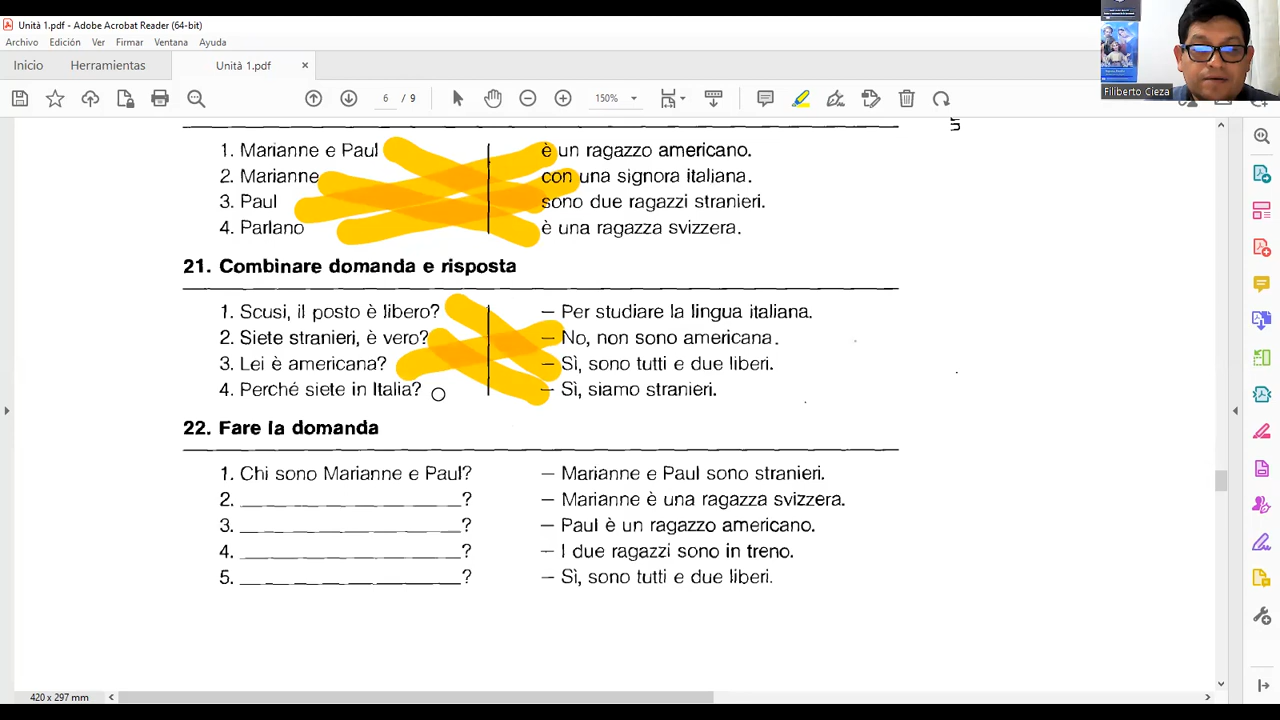 Unità 1.pdf - Adobe Acrobat Reader (64-bit)
Archivo Edición Ver Firmar Ventana Ayuda
Inicio Herramientas Unità 1.pdf ×
6 / 9 150%
Filiberto Cieza
1. Marianne e Paul è un ragazzo americano.
2. Marianne con una signora italiana.
3. Paul sono due ragazzi stranieri.
4. Parlano è una ragazza svizzera.
21. Combinare domanda e risposta
1. Scusi, il posto è libero? – Per studiare la lingua italiana.
2. Siete stranieri, è vero? – No, non sono americana.
3. Lei è americana? – Sì, sono tutti e due liberi.
4. Perché siete in Italia? – Sì, siamo stranieri.
22. Fare la domanda
1. Chi sono Marianne e Paul? – Marianne e Paul sono stranieri.
2. ____________________? – Marianne è una ragazza svizzera.
3. ____________________? – Paul è un ragazzo americano.
4. ____________________? – I due ragazzi sono in treno.
5. ____________________? – Sì, sono tutti e due liberi.
420 x 297 mm